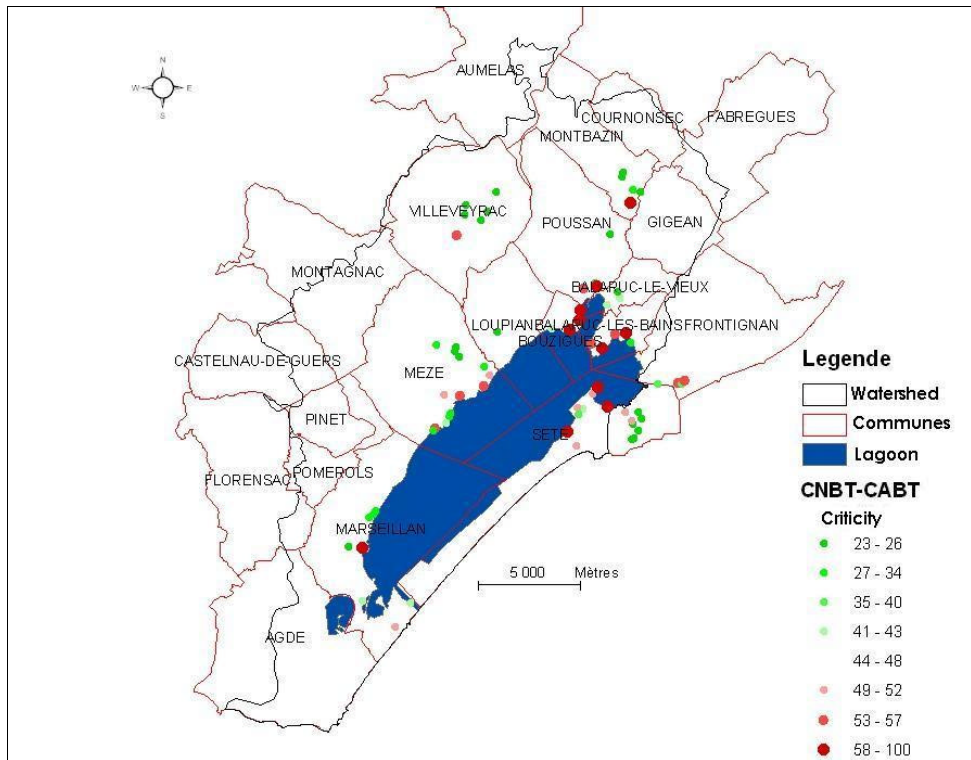 N
W E
S
AUMELAS
COURNONSEC
FABREGUES
MONTBAZIN
VILLEVEYRAC
POUSSAN
GIGEAN
MONTAGNAC
BALARUC-LE-VIEUX
LOUPIANBALARUC-LES-BAINSFRONTIGNAN
BOUZIGUES
CASTELNAU-DE-GUERS
MEZE
PINET
SETE
FLORENSAC
POMEROLS
MARSEILLAN
AGDE
5 000 Mètres
Legende
Watershed
Communes
Lagoon
CNBT-CABT
Criticity
23 - 26
27 - 34
35 - 40
41 - 43
44 - 48
49 - 52
53 - 57
58 - 100